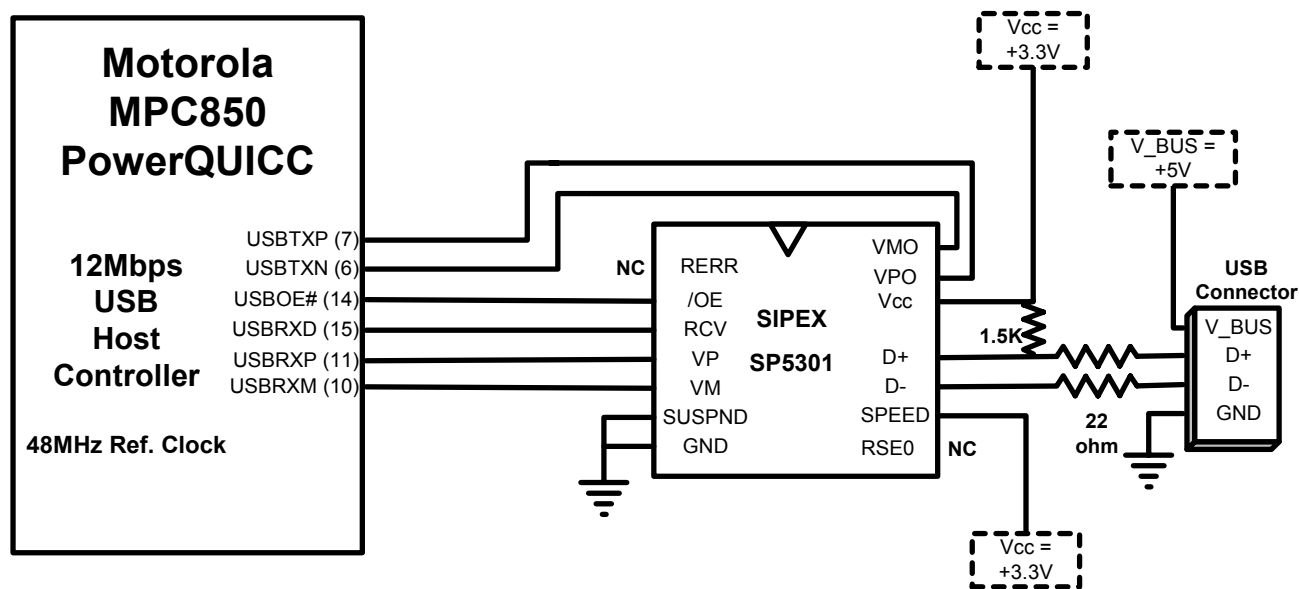 Motorola
MPC850
PowerQUICC
12Mbps
USB
Host
Controller
48MHz Ref. Clock
USBTXP (7)
USBTXN (6)
USBOE# (14)
USBRXD (15)
USBRXP (11)
USBRXM (10)
NC
RERR
/OE
RCV
VP
VM
SUSPND
GND
SIPEX
SP5301
VMO
VPO
Vcc
D+
D-
SPEED
RSE0
NC
Vcc =
+3.3V
1.5K
22
ohm
Vcc =
+3.3V
V_BUS =
+5V
USB
Connector
V_BUS
D+
D-
GND